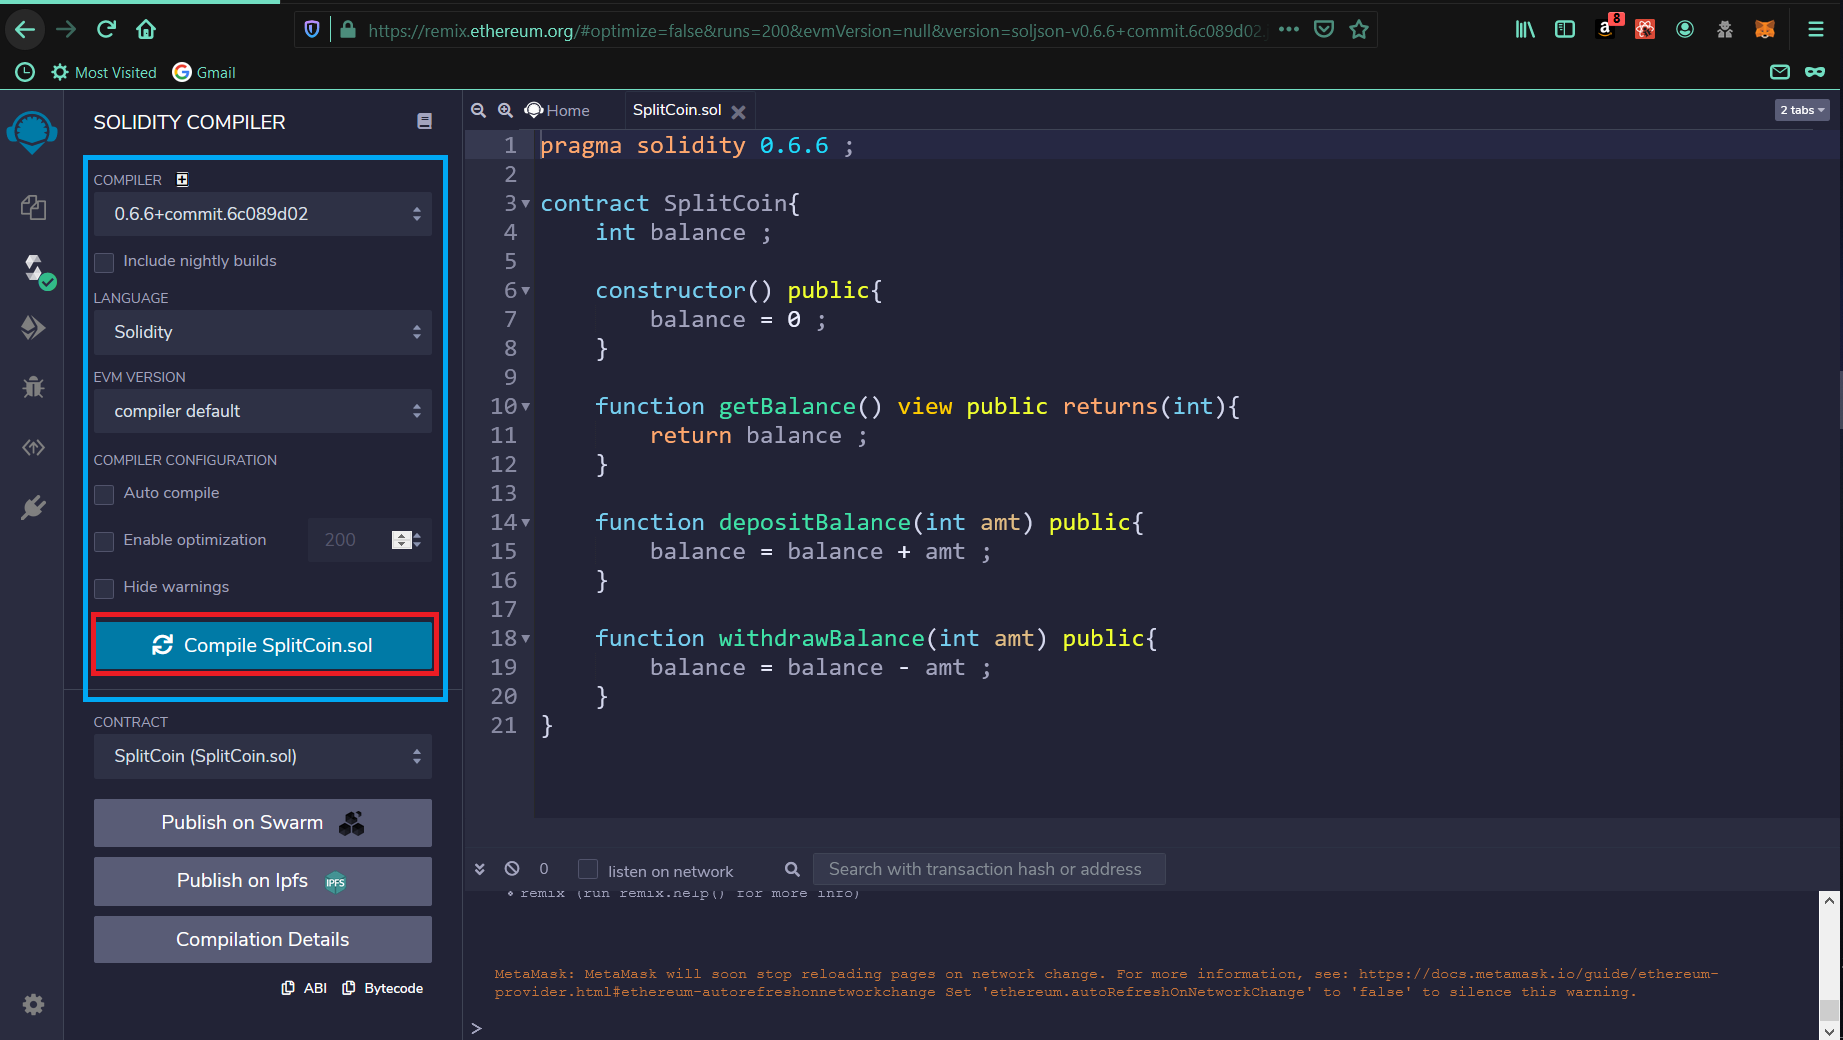 https://remix.ethereum.org/#optimize=false&runs=200&evmVersion=null&version=soljson-v0.6.6+commit.6c089d02.
8
Most Visited
Gmail
SOLIDITY COMPILER
COMPILER
0.6.6+commit.6c089d02
Include nightly builds
LANGUAGE
Solidity
EVM VERSION
compiler default
COMPILER CONFIGURATION
Auto compile
Enable optimization
200
Hide warnings
Compile SplitCoin.sol
CONTRACT
SplitCoin (SplitCoin.sol)
Publish on Swarm
Publish on Ipfs
IPFS
Compilation Details
ABI
Bytecode
Home
SplitCoin.sol
2 tabs
1 pragma solidity 0.6.6 ;
2
3 contract SplitCoin{
4     int balance ;
5
6     constructor() public{
7         balance = 0 ;
8     }
9
10     function getBalance() view public returns(int){
11         return balance ;
12     }
13
14     function depositBalance(int amt) public{
15         balance = balance + amt ;
16     }
17
18     function withdrawBalance(int amt) public{
19         balance = balance - amt ;
20     }
21 }
0
listen on network
Search with transaction hash or address
• remix (run remix.help() for more info)
MetaMask: MetaMask will soon stop reloading pages on network change. For more information, see: https://docs.metamask.io/guide/ethereum-
provider.html#ethereum-autorefreshonnetworkchange Set 'ethereum.autoRefreshOnNetworkChange' to 'false' to silence this warning.
>